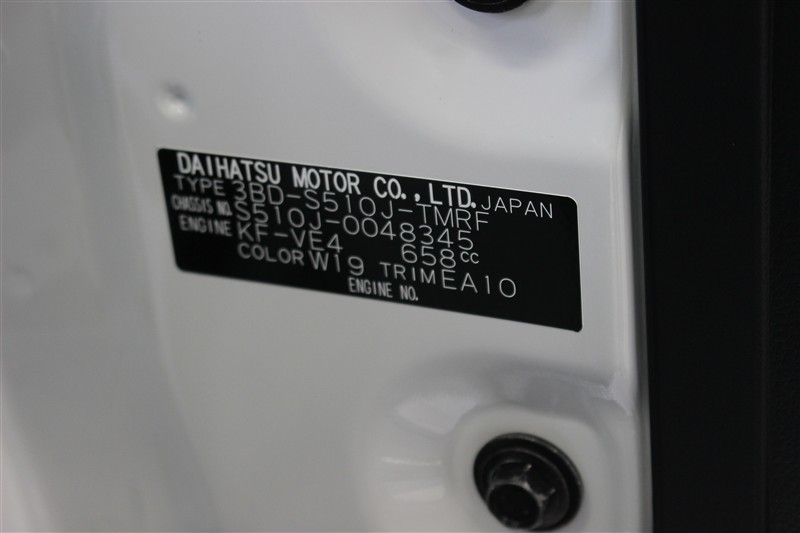 DAIHATSU MOTOR CO., LTD. JAPAN
TYPE 3BD-S510J-TMRF
CHASSIS NO. S510J-0048345
ENGINE KF-VE4 658cc
COLOR W19 TRIM EA10
ENGINE NO.